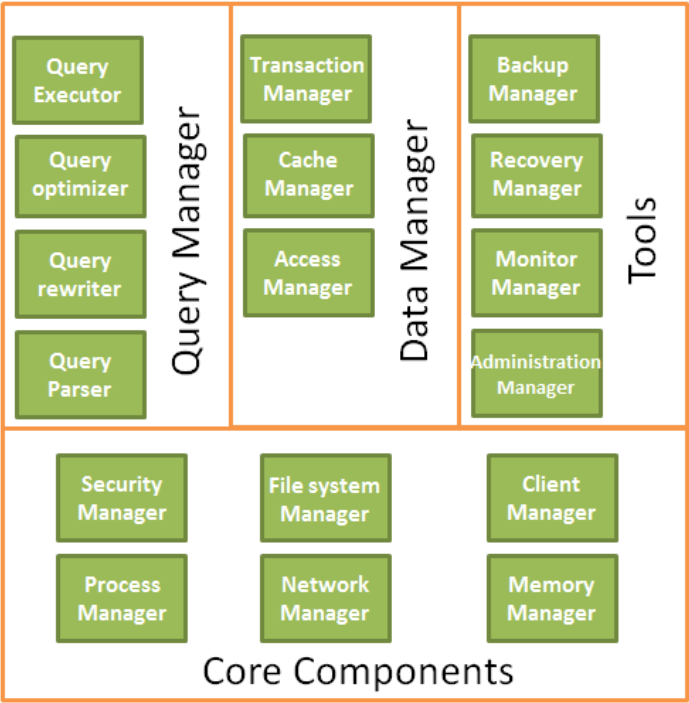 Query
Executor
Query
optimizer
Query
rewriter
Query
Parser
Query Manager
Transaction
Manager
Cache
Manager
Access
Manager
Data Manager
Backup
Manager
Recovery
Manager
Monitor
Manager
Administration
Manager
Tools
Security
Manager
File system
Manager
Client
Manager
Process
Manager
Network
Manager
Memory
Manager
Core Components